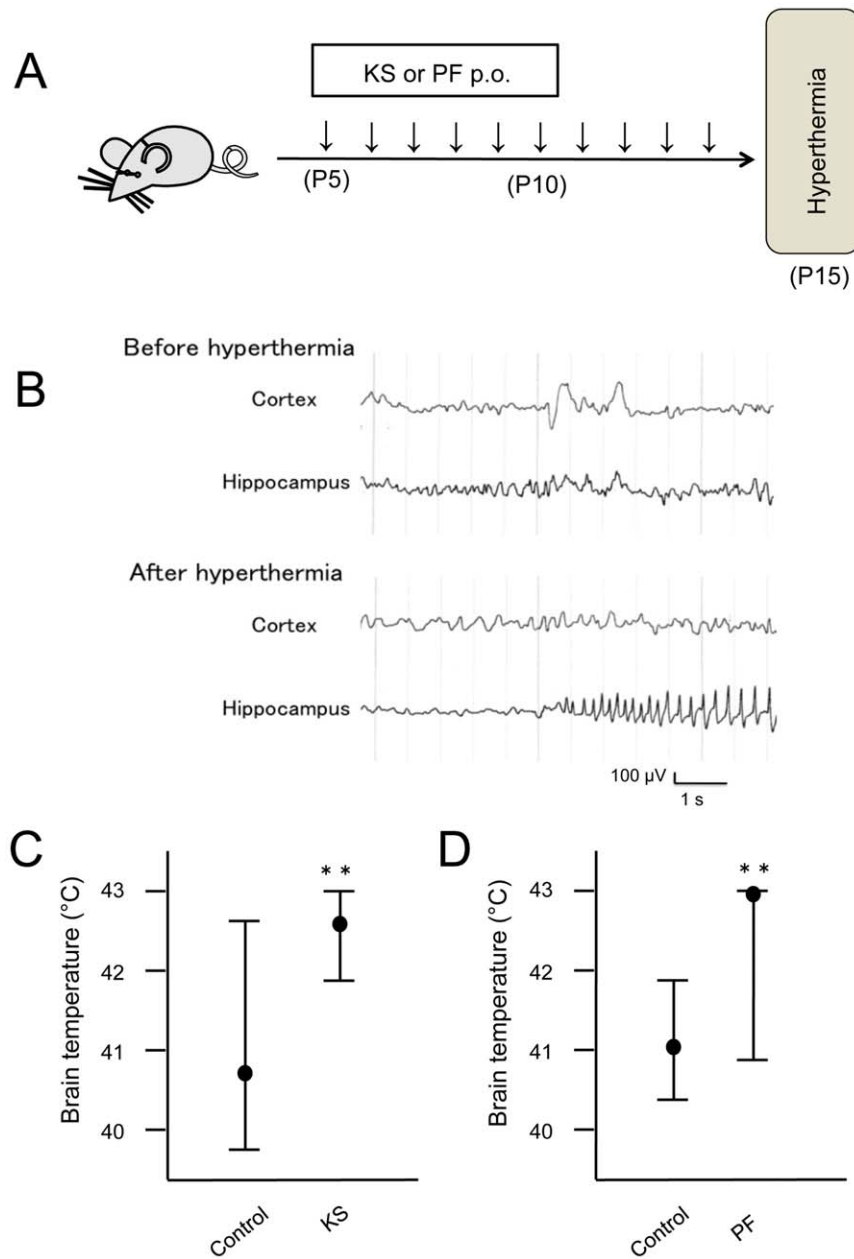 A
KS or PF p.o.
(P5)
(P10)
Hyperthermia
(P15)
B
Before hyperthermia
Cortex
Hippocampus
After hyperthermia
Cortex
Hippocampus
100 µV
1 s
C
Brain temperature (°C)
43
42
41
40
* *
Control
KS
D
Brain temperature (°C)
43
42
41
40
* *
Control
PF